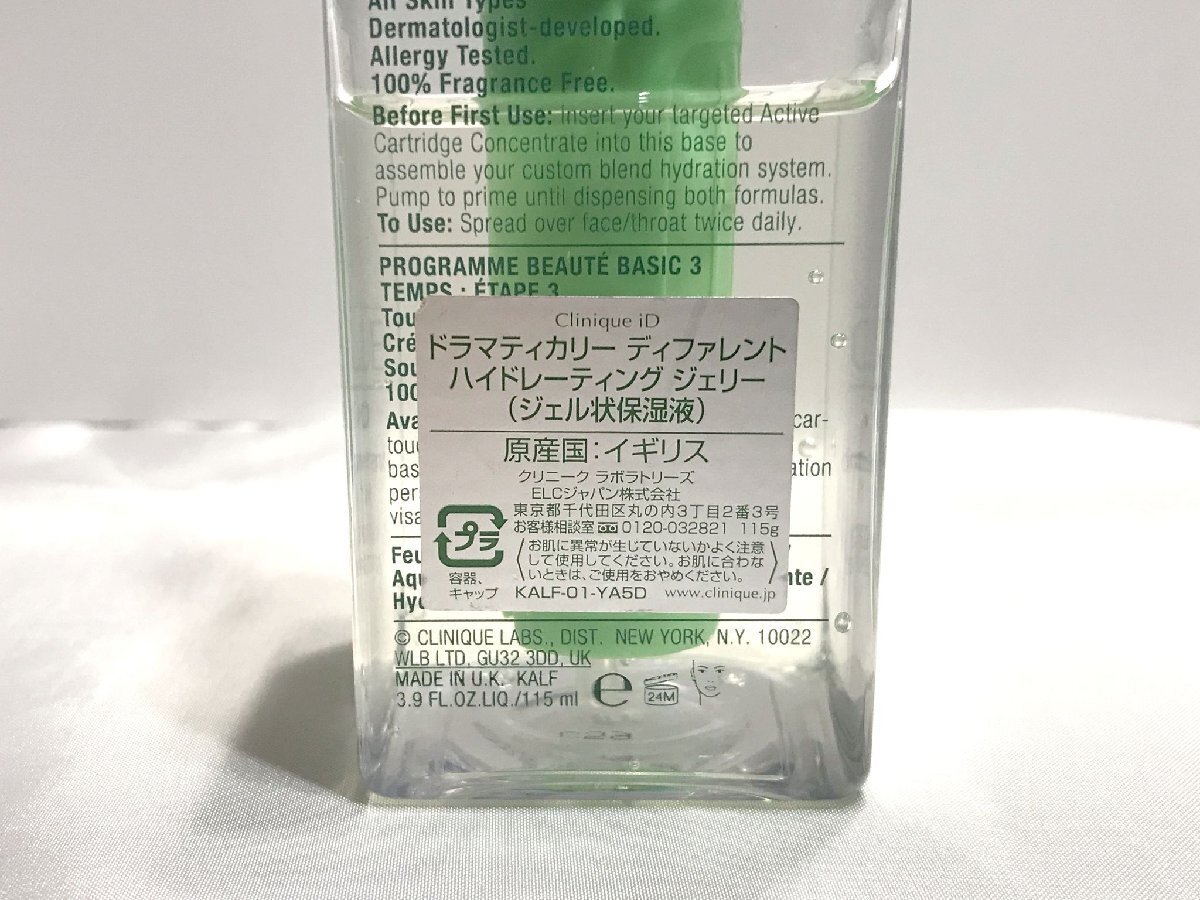 All Skin Types
Dermatologist-developed.
Allergy Tested.
100% Fragrance Free.
Before First Use: Insert your targeted Active
Cartridge Concentrate into this base to
assemble your custom blend hydration system.
Pump to prime until dispensing both formulas.
To Use: Spread over face/throat twice daily.
PROGRAMME BEAUTÉ BASIC 3
TEMPS : ÉTAPE 3
Clinique iD
ドラマティカリー ディファレント
ハイドレーティング ジェリー
(ジェル状保湿液)
原産国:イギリス
クリニーク ラボラトリーズ
ELCジャパン株式会社
東京都千代田区丸の内3丁目2番3号
お客様相談室 0120-032821 115g
プラ
容器、
キャップ
お肌に異常が生じていないかよく注意
して使用してください。お肌に合わな
いときは、ご使用をおやめください。
KALF-01-YA5D www.clinique.jp
© CLINIQUE LABS., DIST. NEW YORK, N.Y. 10022
WLB LTD, GU32 3DD, UK
MADE IN U.K. KALF
3.9 FL.OZ.LIQ./115 ml e 24M